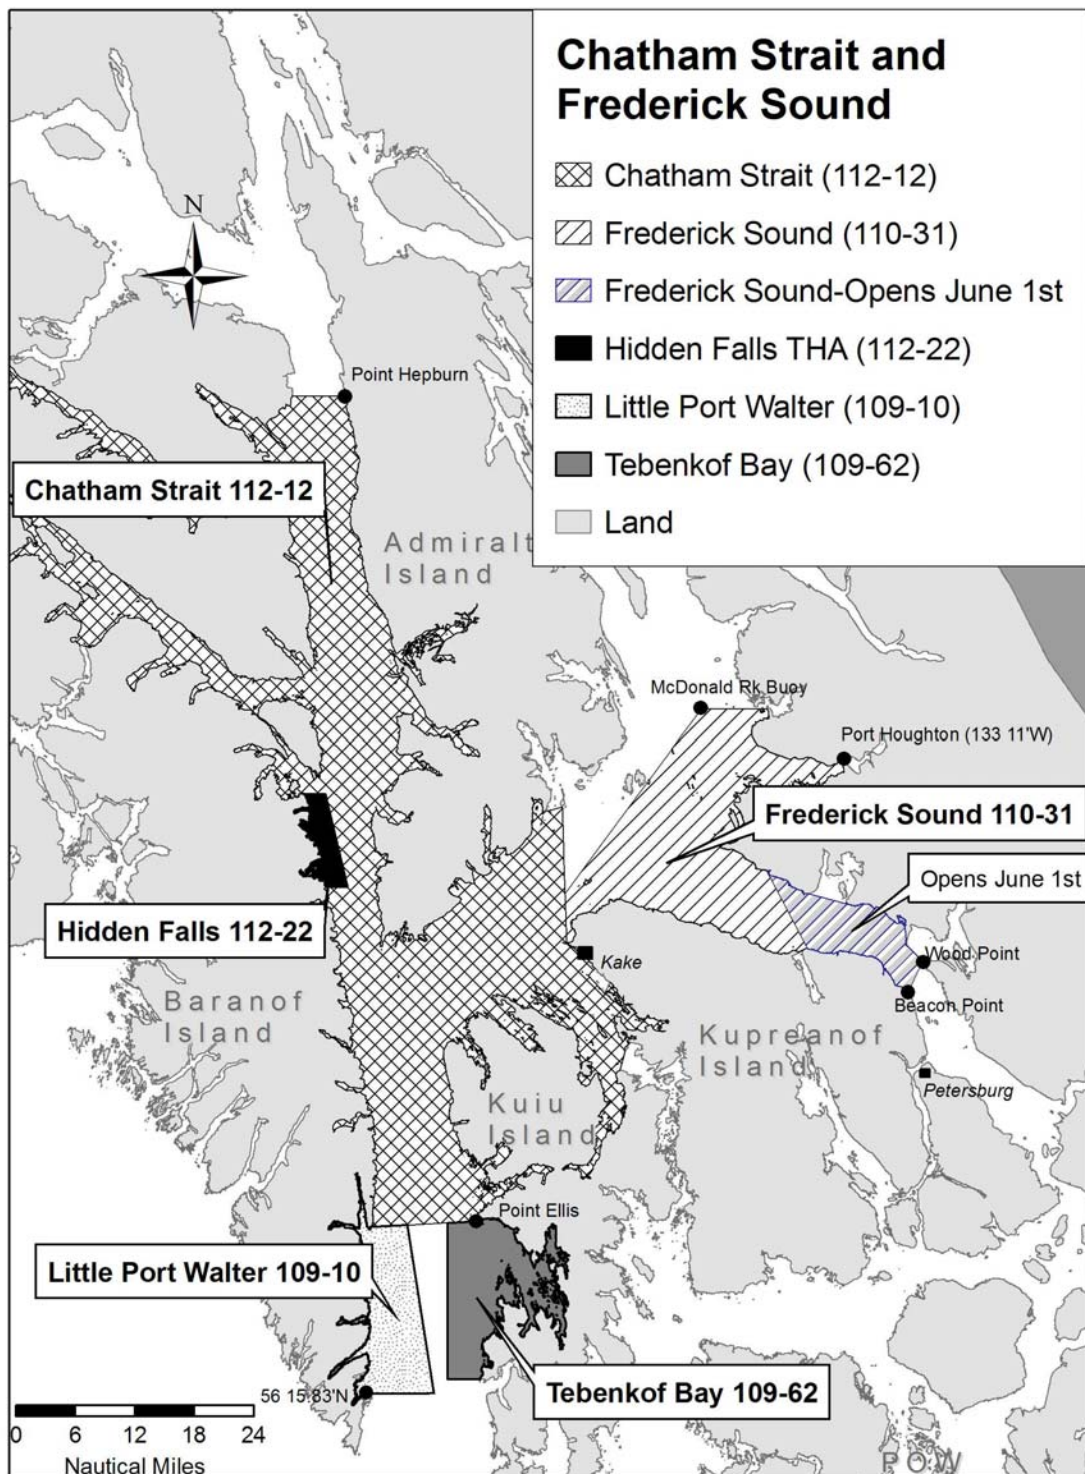 Chatham Strait and
Frederick Sound
Chatham Strait (112-12)
Frederick Sound (110-31)
Frederick Sound-Opens June 1st
Hidden Falls THA (112-22)
Little Port Walter (109-10)
Tebenkof Bay (109-62)
Land
N
Point Hepburn
Chatham Strait 112-12
Admiralt
Island
McDonald Rk Buoy
Port Houghton (133 11'W)
Frederick Sound 110-31
Opens June 1st
Hidden Falls 112-22
Kake
Wood Point
Beacon Point
Baranof
Island
Kupreanof
Island
Petersburg
Kuiu
Island
Point Ellis
Little Port Walter 109-10
56 15.83'N
Tebenkof Bay 109-62
0 6 12 18 24
Nautical Miles
POW